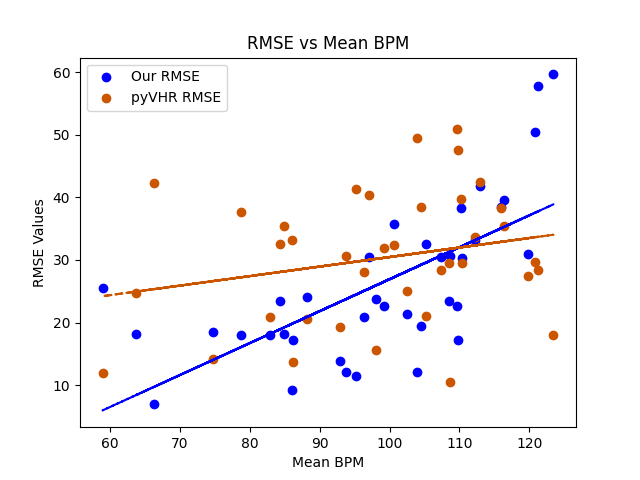 RMSE vs Mean BPM
Our RMSE
pyVHR RMSE
60
50
40
30
20
10
RMSE Values
60 70 80 90 100 110 120
Mean BPM